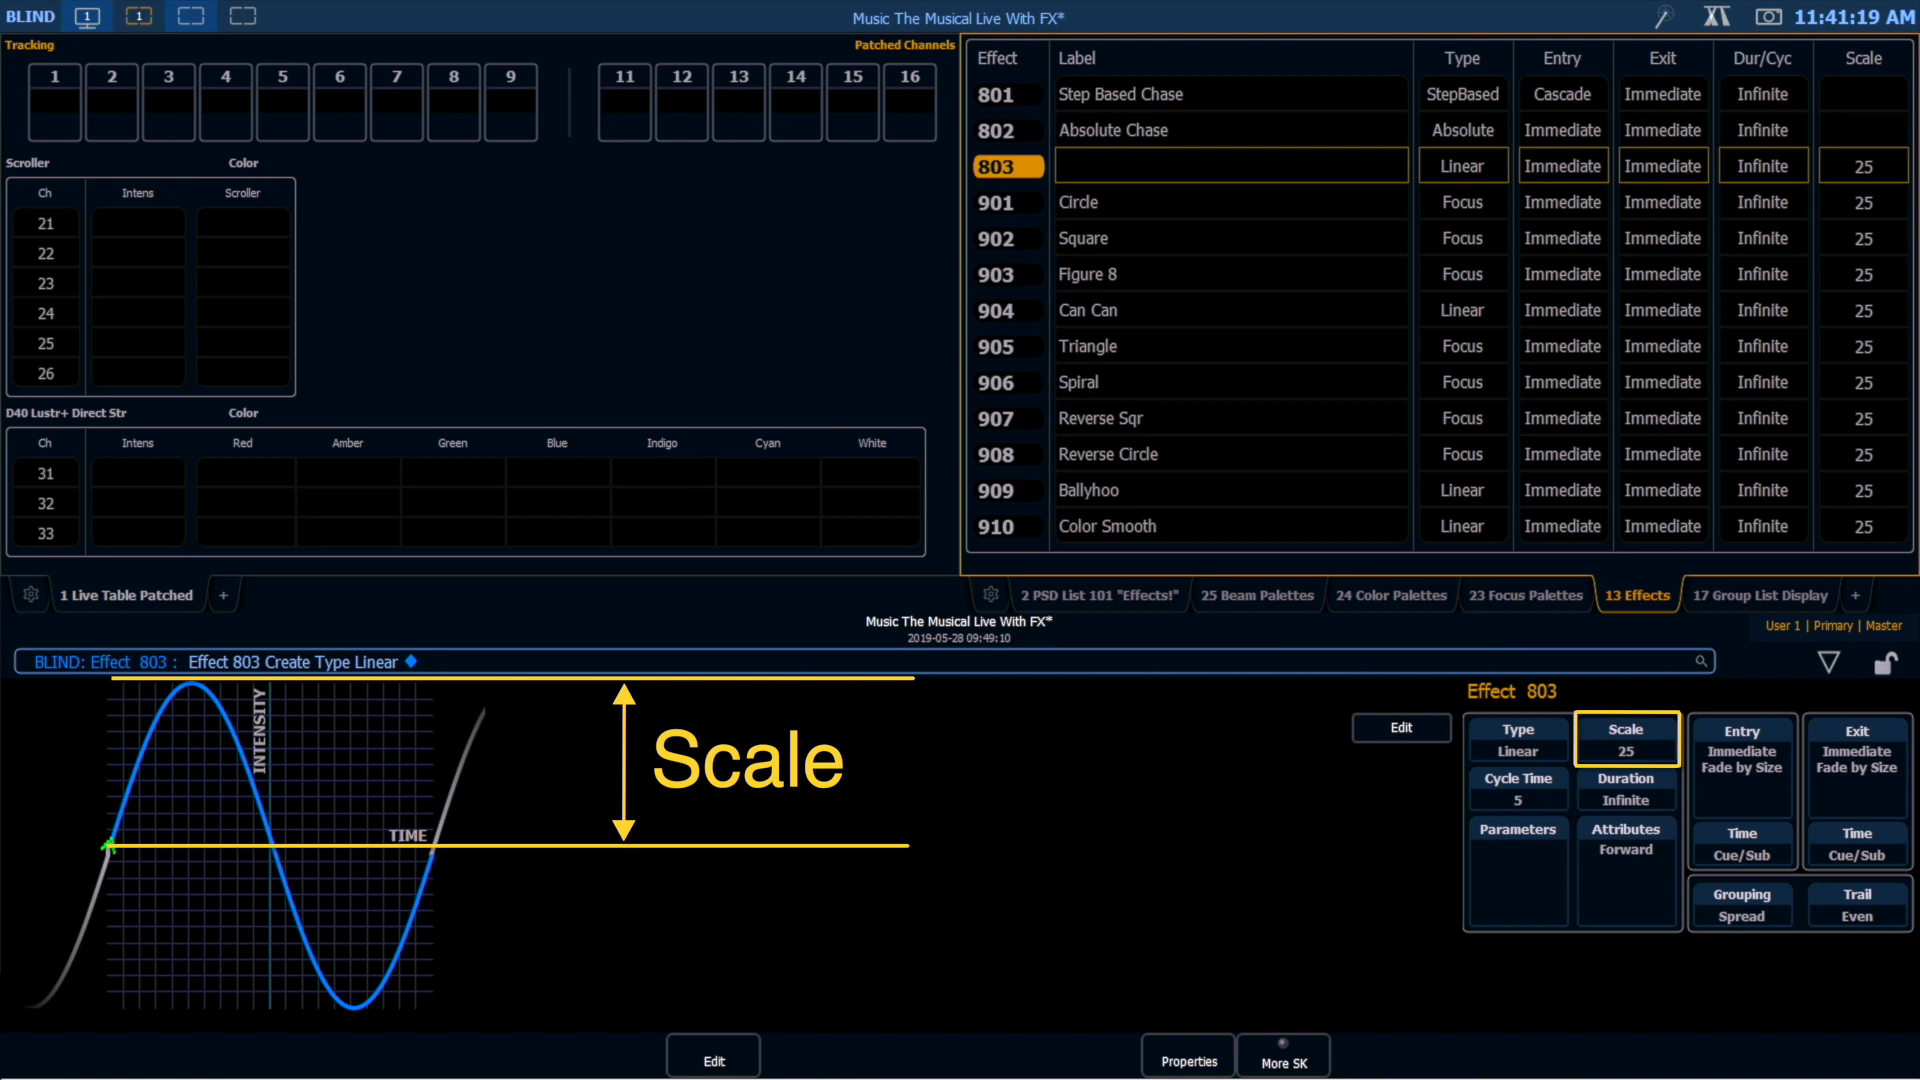 BLIND 1 1 Music The Musical Live With FX* 11:41:19 AM
Tracking Patched Channels
1 2 3 4 5 6 7 8 9 11 12 13 14 15 16
Scroller Color
Ch Intens Scroller
21
22
23
24
25
26
D40 Lustr+ Direct Str Color
Ch Intens Red Amber Green Blue Indigo Cyan White
31
32
33
1 Live Table Patched +
Effect Label Type Entry Exit Dur/Cyc Scale
801 Step Based Chase StepBased Cascade Immediate Infinite
802 Absolute Chase Absolute Immediate Immediate Infinite
803 Linear Immediate Immediate Infinite 25
901 Circle Focus Immediate Immediate Infinite 25
902 Square Focus Immediate Immediate Infinite 25
903 Figure 8 Focus Immediate Immediate Infinite 25
904 Can Can Linear Immediate Immediate Infinite 25
905 Triangle Focus Immediate Immediate Infinite 25
906 Spiral Focus Immediate Immediate Infinite 25
907 Reverse Sqr Focus Immediate Immediate Infinite 25
908 Reverse Circle Focus Immediate Immediate Infinite 25
909 Ballyhoo Linear Immediate Immediate Infinite 25
910 Color Smooth Linear Immediate Immediate Infinite 25
2 PSD List 101 "Effects!" 25 Beam Palettes 24 Color Palettes 23 Focus Palettes 13 Effects 17 Group List Display +
Music The Musical Live With FX*
2019-05-28 09:49:10
User 1 | Primary | Master
BLIND: Effect 803 : Effect 803 Create Type Linear
INTENSITY
TIME
Scale
Edit
Effect 803
Type
Linear
Scale
25
Cycle Time
5
Duration
Infinite
Parameters
Attributes
Forward
Entry
Immediate
Fade by Size
Time
Cue/Sub
Exit
Immediate
Fade by Size
Time
Cue/Sub
Grouping
Spread
Trail
Even
Edit Properties More SK